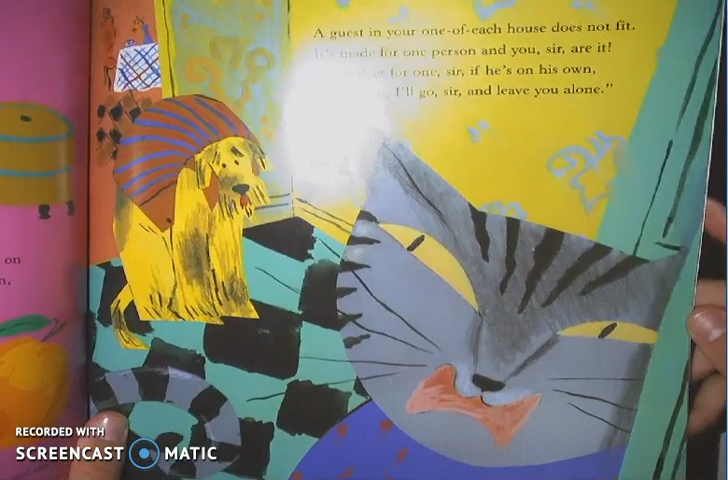 A guest in your one-of-each house does not fit.
It's made for one person and you, sir, are it!
for one, sir, if he's on his own,
I'll go, sir, and leave you alone."
on
n,
RECORDED WITH
SCREENCAST MATIC